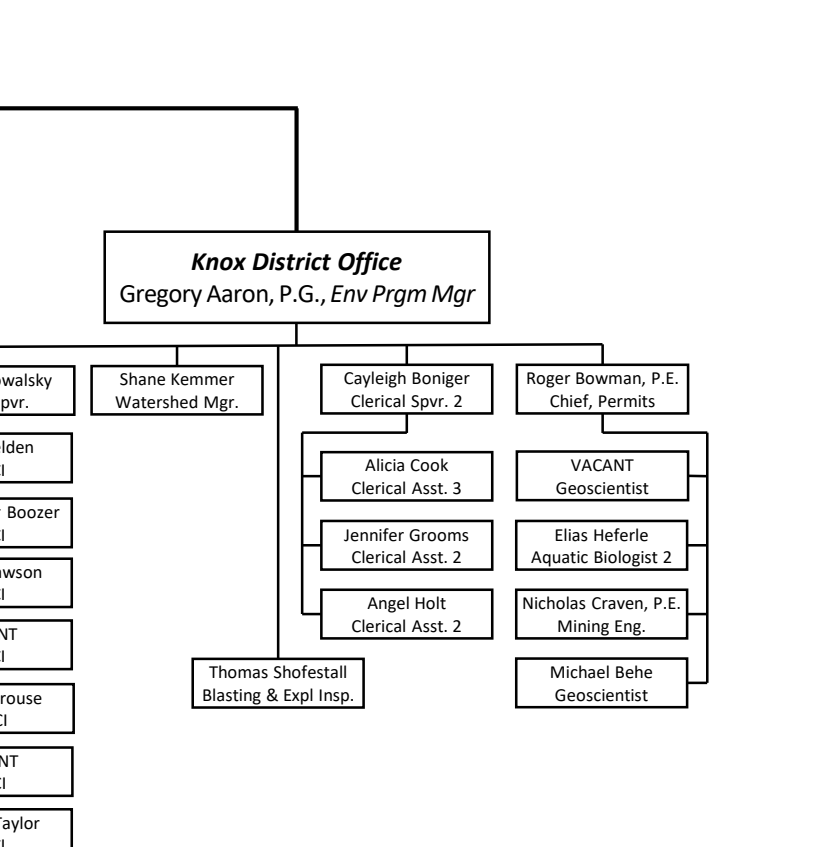 Knox District Office
Gregory Aaron, P.G., Env Prgm Mgr
Shane Kemmer
Watershed Mgr.
Cayleigh Boniger
Clerical Spvr. 2
Roger Bowman, P.E.
Chief, Permits
Boozer
Alicia Cook
Clerical Asst. 3
VACANT
Geoscientist
Jennifer Grooms
Clerical Asst. 2
Elias Heferle
Aquatic Biologist 2
Angel Holt
Clerical Asst. 2
Nicholas Craven, P.E.
Mining Eng.
Thomas Shofestall
Blasting & Expl Insp.
Michael Behe
Geoscientist
Taylor